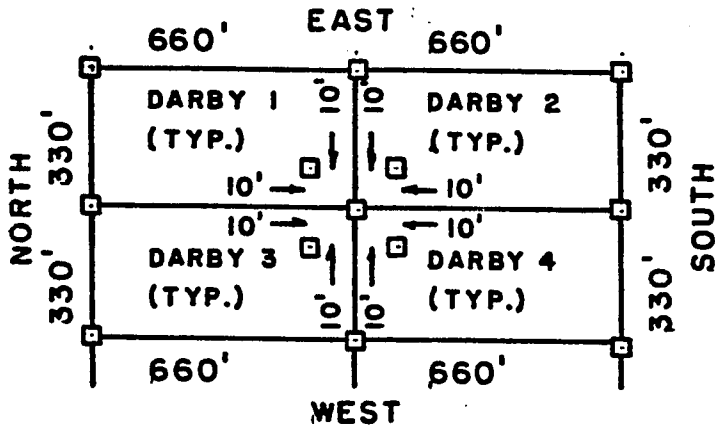 EAST
660' 660'
DARBY 1 10' 10' DARBY 2
(TYP.) (TYP.)
330' 330'
NORTH SOUTH
10' 10'
10' 10'
DARBY 3 DARBY 4
(TYP.) (TYP.)
330' 10' 10' 330'
660' 660'
WEST